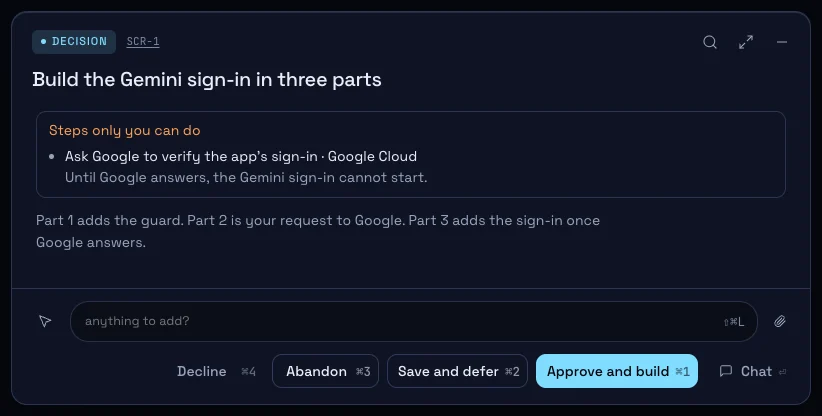 DECISION SCR-1
Build the Gemini sign-in in three parts
Steps only you can do
Ask Google to verify the app's sign-in · Google Cloud
Until Google answers, the Gemini sign-in cannot start.
Part 1 adds the guard. Part 2 is your request to Google. Part 3 adds the sign-in once
Google answers.
anything to add? ⇧⌘L
Decline ⌘4 Abandon ⌘3 Save and defer ⌘2 Approve and build ⌘1 Chat ⏎